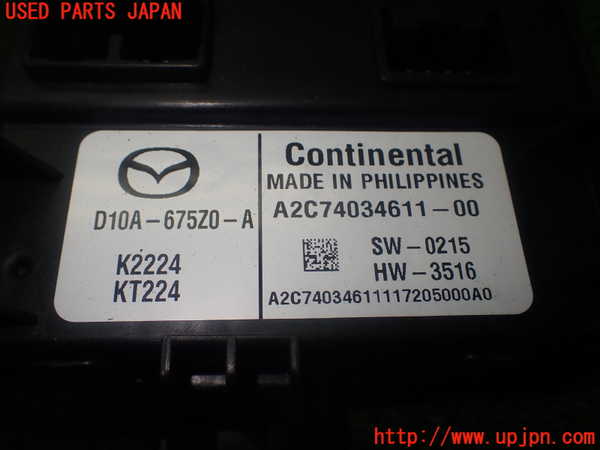 USED PARTS JAPAN
D10A-675Z0-A
K2224
KT224
Continental
MADE IN PHILIPPINES
A2C74034611-00
SW-0215
HW-3516
A2C74034611117205000A0
http://www.upjpn.com/